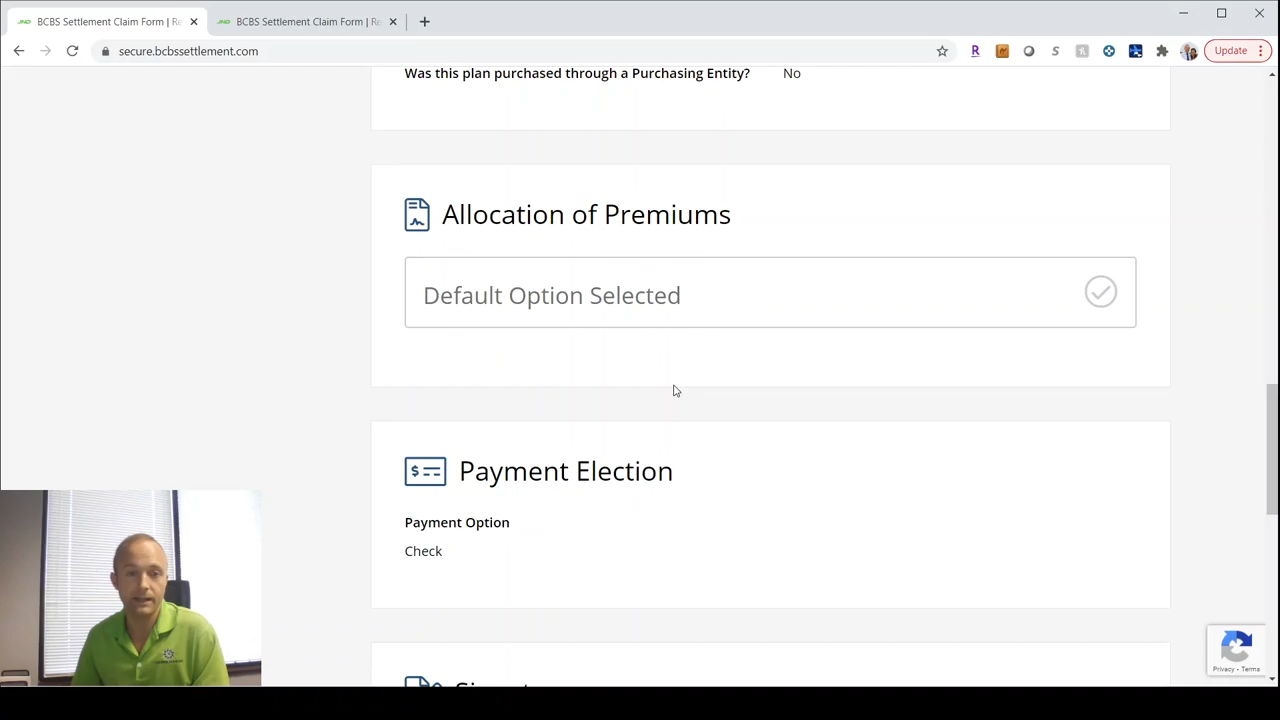 BCBS Settlement Claim Form | Re
BCBS Settlement Claim Form | Re
secure.bcbssettlement.com
Update
Was this plan purchased through a Purchasing Entity? No
Allocation of Premiums
Default Option Selected
Payment Election
Payment Option
Check
Privacy - Terms